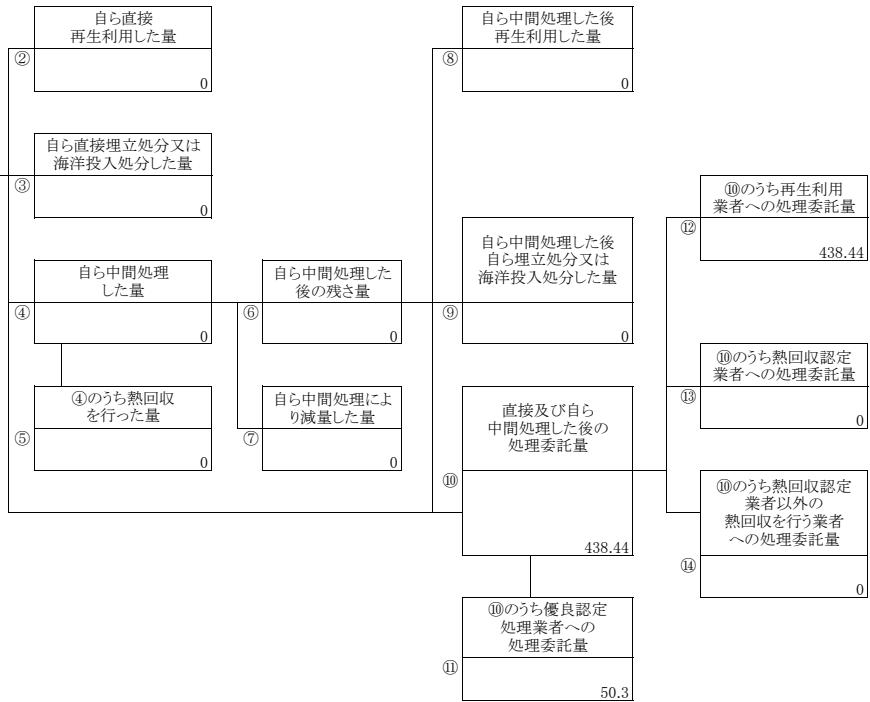 自ら直接
再生利用した量
②
0
自ら直接埋立処分又は
海洋投入処分した量
③
0
自ら中間処理
した量
④
0
④のうち熱回収
を行った量
⑤
0
自ら中間処理した
後の残さ量
⑥
0
自ら中間処理によ
り減量した量
⑦
0
自ら中間処理した後
再生利用した量
⑧
0
自ら中間処理した後
自ら埋立処分又は
海洋投入処分した量
⑨
0
直接及び自ら
中間処理した後の
処理委託量
⑩
438.44
⑩のうち優良認定
処理業者への
処理委託量
⑪
50.3
⑩のうち再生利用
業者への処理委託量
⑫
438.44
⑩のうち熱回収認定
業者への処理委託量
⑬
0
⑩のうち熱回収認定
業者以外の
熱回収を行う業者
への処理委託量
⑭
0